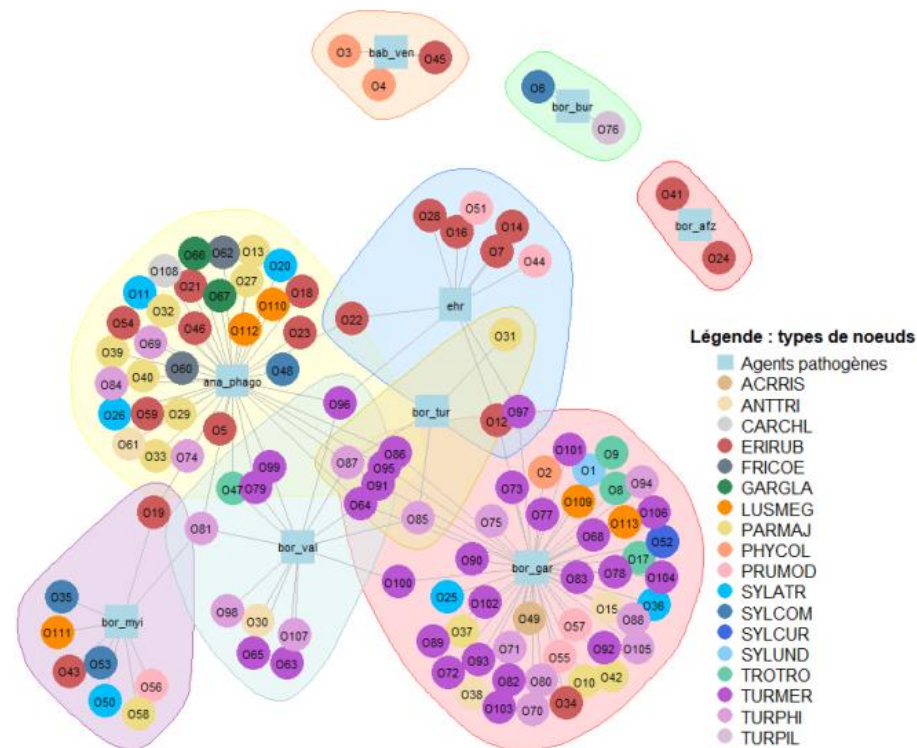 O3
bab_ven
O45
O4
O6
bor_bur
O76
O41
bor_afz
O24
O28
O51
O16
O14
O7
O44
ehr
O22
O31
bor_tur
O12
O97
O66
O62
O13
O108
O20
O11
O21
O67
O27
O18
O32
O110
O54
O46
O112
O23
O69
O39
O60
O48
O40
ana_phago
O84
O26
O59
O29
O5
O96
O61
O33
O74
O87
O86
O95
O91
O64
O99
O47
O79
O81
O85
O19
bor_val
O98
O30
O107
O65
O63
O100
O90
O35
O111
bor_myi
O43
O53
O56
O50
O58
O101
O9
O2
O1
O94
O73
O8
O109
O106
O77
O113
O75
O68
O52
O17
bor_gar
O83
O78
O104
O25
O102
O15
O36
O49
O88
O37
O57
O89
O71
O92
O105
O93
O55
O72
O82
O80
O10
O42
O38
O103
O70
O34
Légende : types de noeuds
Agents pathogènes
ACRRIS
ANTTRI
CARCHL
ERIRUB
FRICOE
GARGLA
LUSMEG
PARMAJ
PHYCOL
PRUMOD
SYLATR
SYLCOM
SYLCUR
SYLUND
TROTRO
TURMER
TURPHI
TURPIL